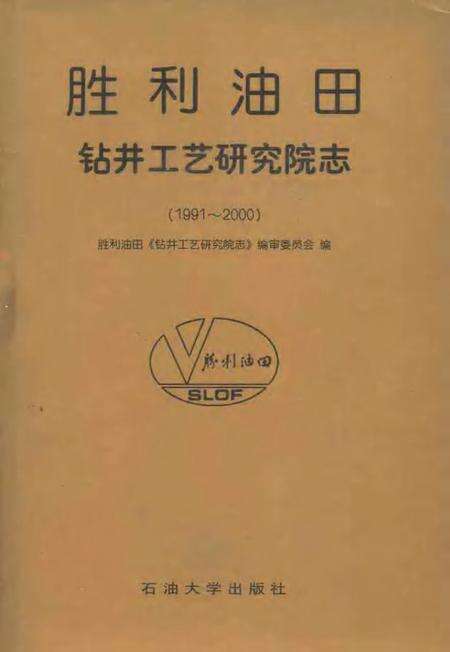 胜利油田
钻井工艺研究院志
(1991～2000)
胜利油田《钻井工艺研究院志》编审委员会 编
胜利油田
SLOF
石油大学出版社